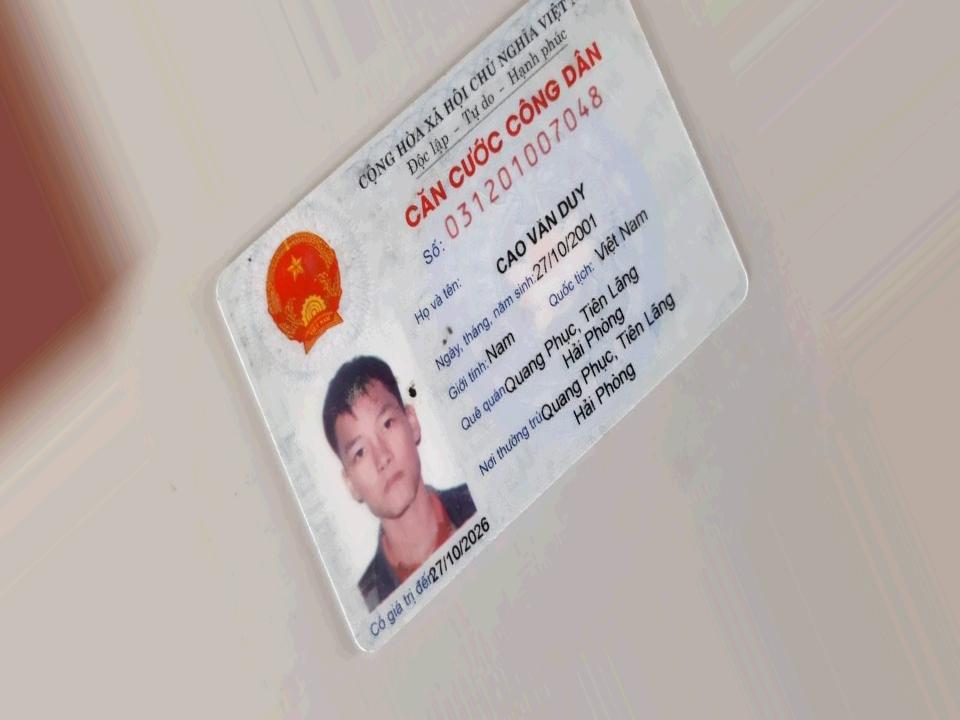 CỘNG HÒA XÃ HỘI CHỦ NGHĨA VIỆT
Độc lập - Tự do - Hạnh phúc
CĂN CƯỚC CÔNG DÂN
Số: 031201007048
Họ và tên: CAO VĂN DUY
Ngày, tháng, năm sinh: 27/10/2001
Giới tính: Nam Quốc tịch: Việt Nam
Quê quán Quang Phục, Tiên Lãng
Hải Phòng
Nơi thường trú Quang Phục, Tiên Lãng
Hải Phòng
Có giá trị đến 27/10/2026
VIỆT NAM